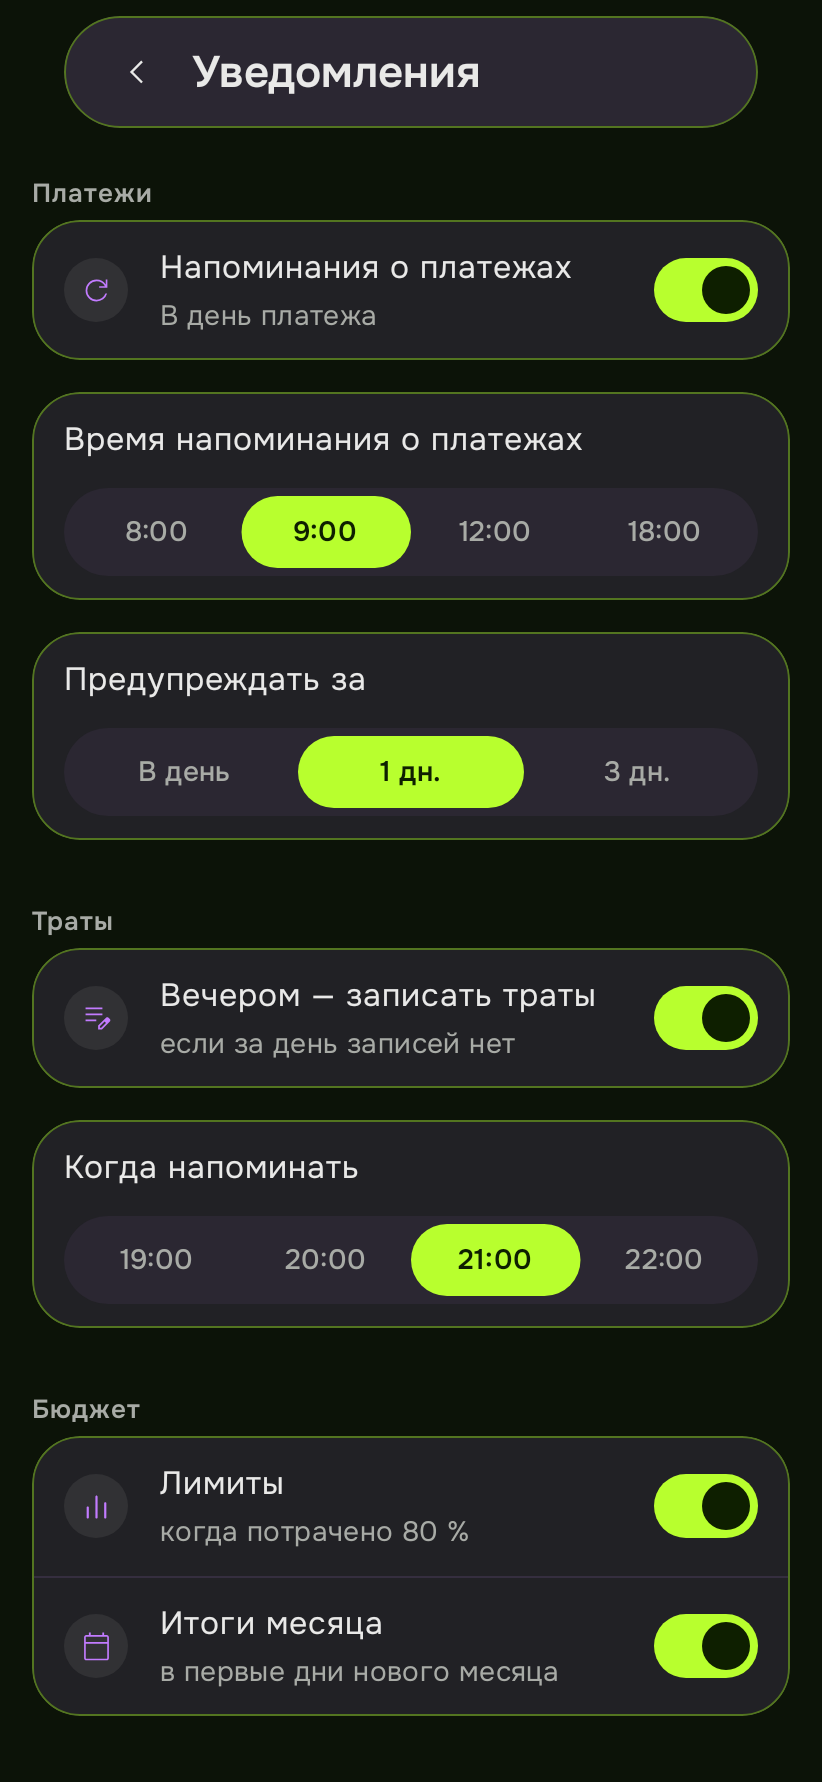 Уведомления
Платежи
Напоминания о платежах
В день платежа
Время напоминания о платежах
8:00 9:00 12:00 18:00
Предупреждать за
В день 1 дн. 3 дн.
Траты
Вечером — записать траты
если за день записей нет
Когда напоминать
19:00 20:00 21:00 22:00
Бюджет
Лимиты
когда потрачено 80 %
Итоги месяца
в первые дни нового месяца